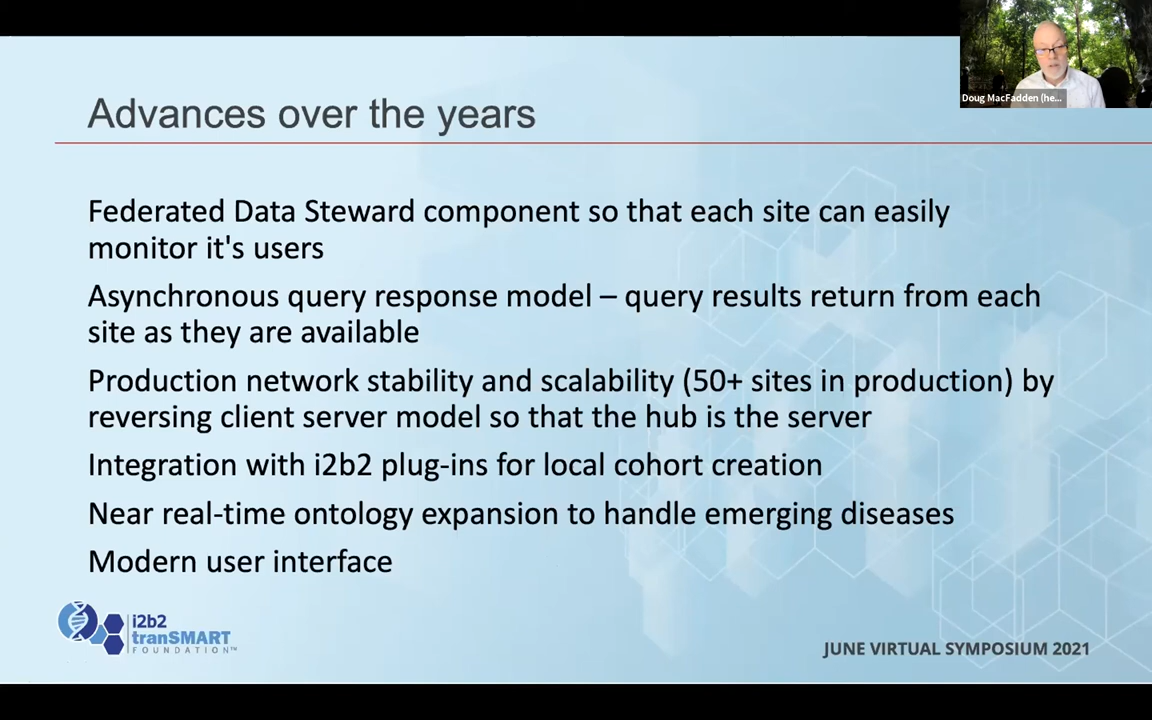 Doug MacFadden (he...
Advances over the years
Federated Data Steward component so that each site can easily
monitor it's users
Asynchronous query response model – query results return from each
site as they are available
Production network stability and scalability (50+ sites in production) by
reversing client server model so that the hub is the server
Integration with i2b2 plug-ins for local cohort creation
Near real-time ontology expansion to handle emerging diseases
Modern user interface
i2b2
tranSMART
FOUNDATION™
JUNE VIRTUAL SYMPOSIUM 2021